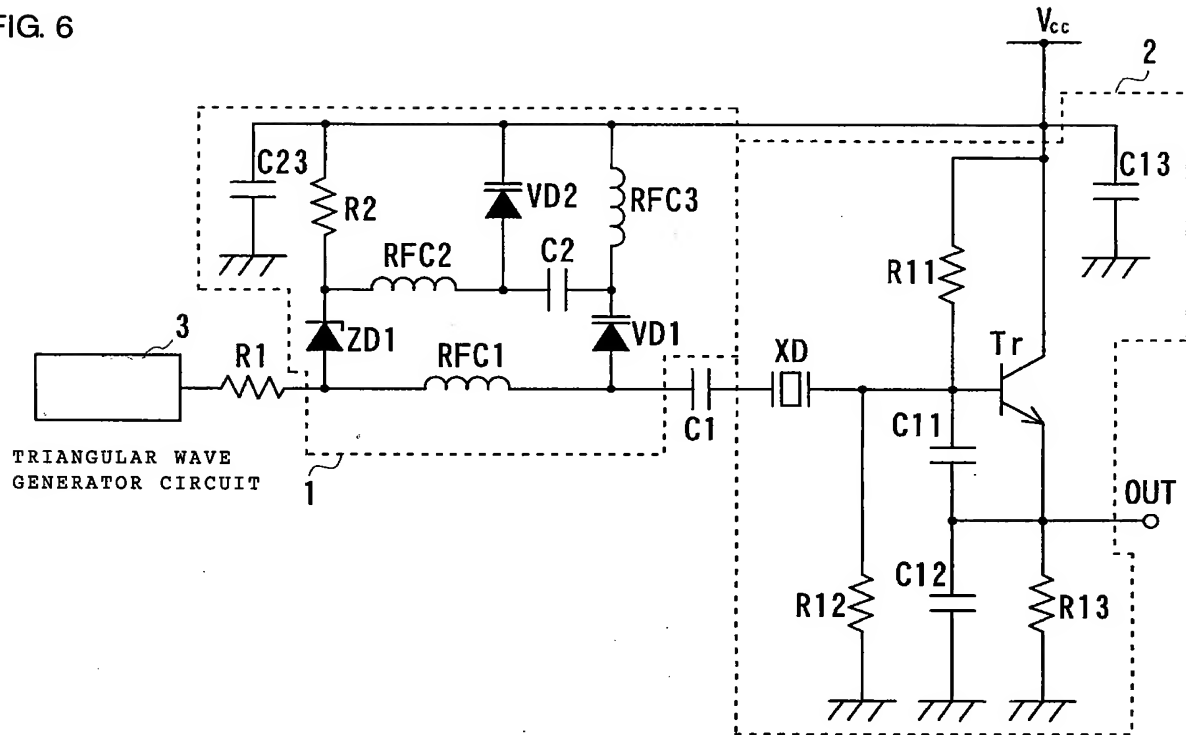 FIG. 6
Vcc
2
C23
R2
VD2
RFC3
C13
RFC2
C2
R11
3
R1
ZD1
RFC1
VD1
XD
Tr
C1
C11
TRIANGULAR WAVE
GENERATOR CIRCUIT
1
OUT
R12
C12
R13